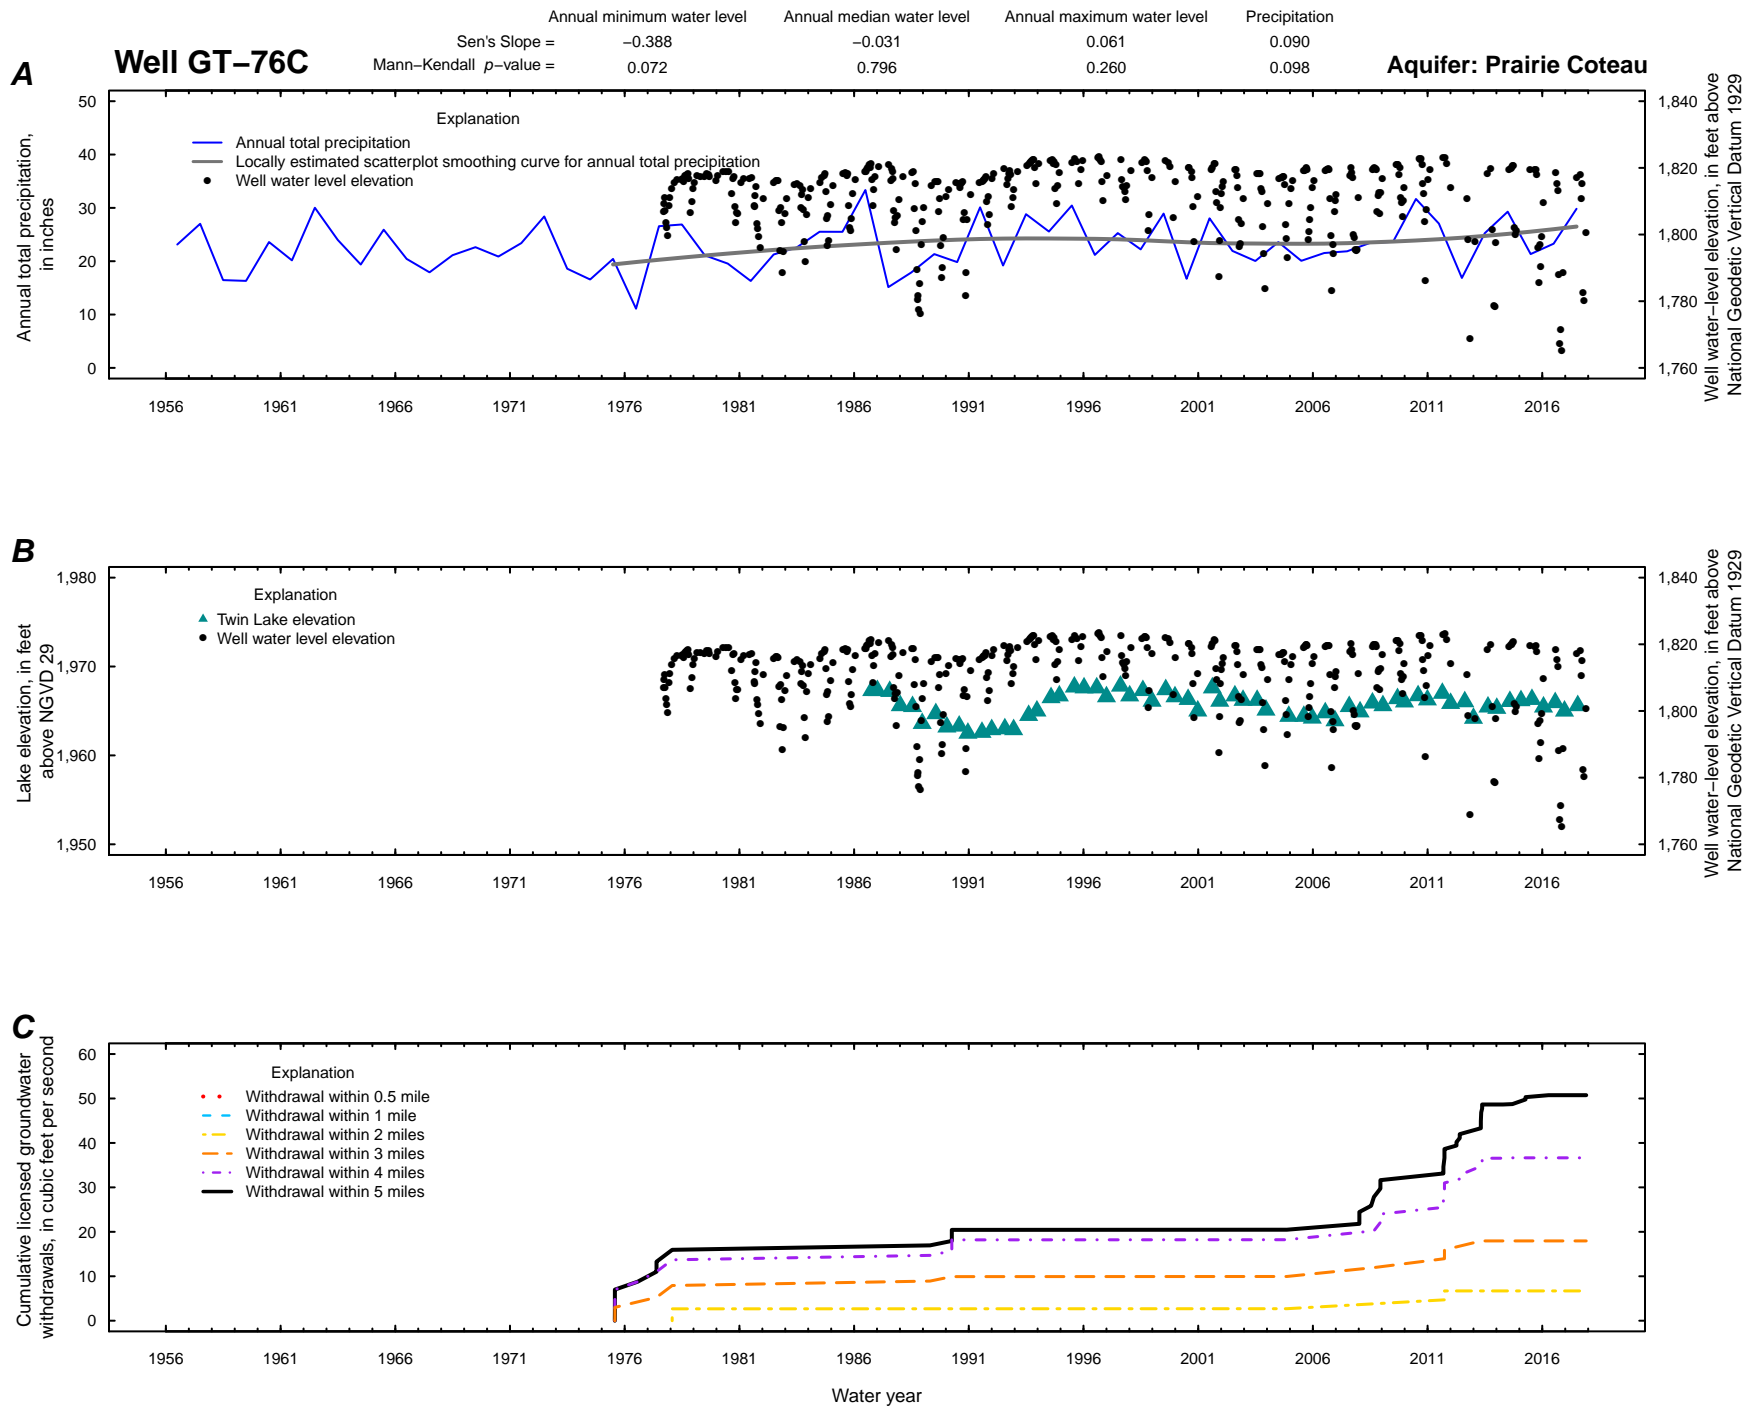 Annual minimum water level Annual median water level Annual maximum water level Precipitation
Sen's Slope = −0.388 −0.031 0.061 0.090
Mann−Kendall p−value = 0.072 0.796 0.260 0.098
Well GT−76C
Aquifer: Prairie Coteau
A
Annual total precipitation,
in inches
50
40
30
20
10
0
Explanation
Annual total precipitation
Locally estimated scatterplot smoothing curve for annual total precipitation
Well water level elevation
1,840
1,820
1,800
1,780
1,760
Well water−level elevation, in feet above
National Geodetic Vertical Datum 1929
1956 1961 1966 1971 1976 1981 1986 1991 1996 2001 2006 2011 2016
B
Lake elevation, in feet
above NGVD 29
1,980
1,970
1,960
1,950
Explanation
Twin Lake elevation
Well water level elevation
1,840
1,820
1,800
1,780
1,760
Well water−level elevation, in feet above
National Geodetic Vertical Datum 1929
1956 1961 1966 1971 1976 1981 1986 1991 1996 2001 2006 2011 2016
C
Cumulative licensed groundwater
withdrawals, in cubic feet per second
60
50
40
30
20
10
0
Explanation
Withdrawal within 0.5 mile
Withdrawal within 1 mile
Withdrawal within 2 miles
Withdrawal within 3 miles
Withdrawal within 4 miles
Withdrawal within 5 miles
1956 1961 1966 1971 1976 1981 1986 1991 1996 2001 2006 2011 2016
Water year